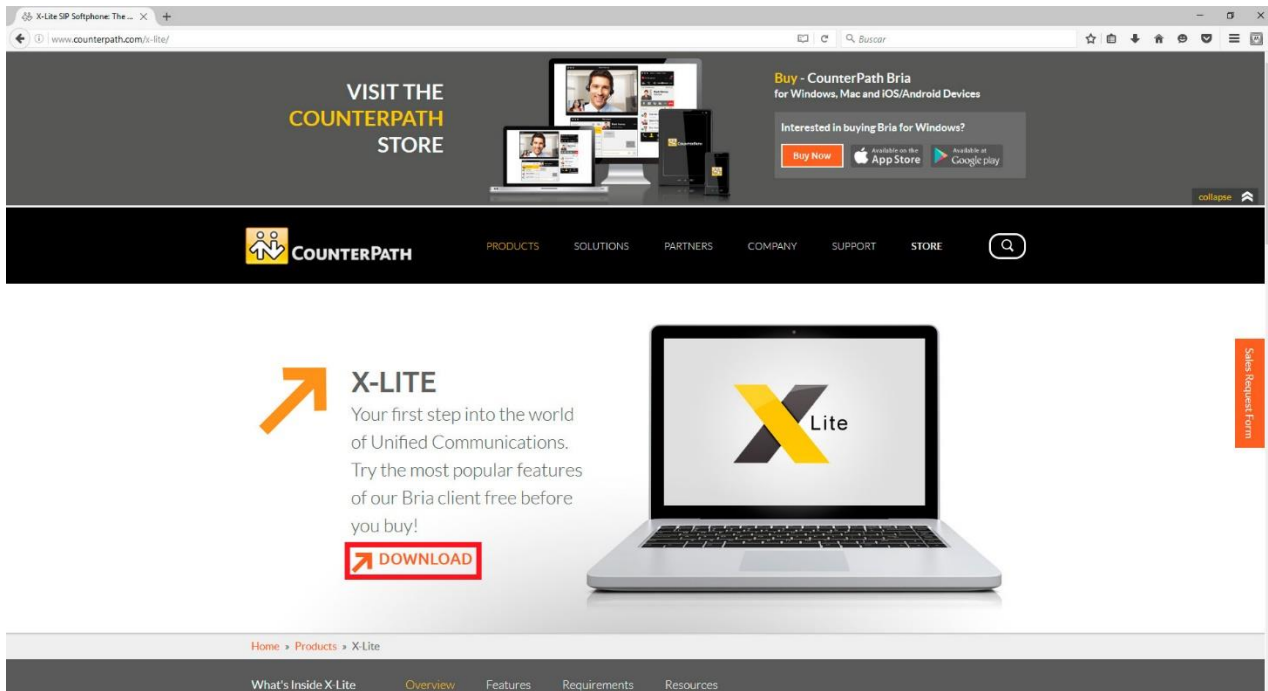 X-Lite SIP Softphone: The ...
www.counterpath.com/x-lite/
Buscar
VISIT THE
COUNTERPATH
STORE
Buy - CounterPath Bria
for Windows, Mac and iOS/Android Devices
Interested in buying Bria for Windows?
Buy Now
Available on the
App Store
Available at
Google play
collapse
COUNTERPATH
PRODUCTS SOLUTIONS PARTNERS COMPANY SUPPORT STORE
X-LITE
Your first step into the world
of Unified Communications.
Try the most popular features
of our Bria client free before
you buy!
DOWNLOAD
Lite
Sales Request Form
Home » Products » X-Lite
What's Inside X-Lite Overview Features Requirements Resources